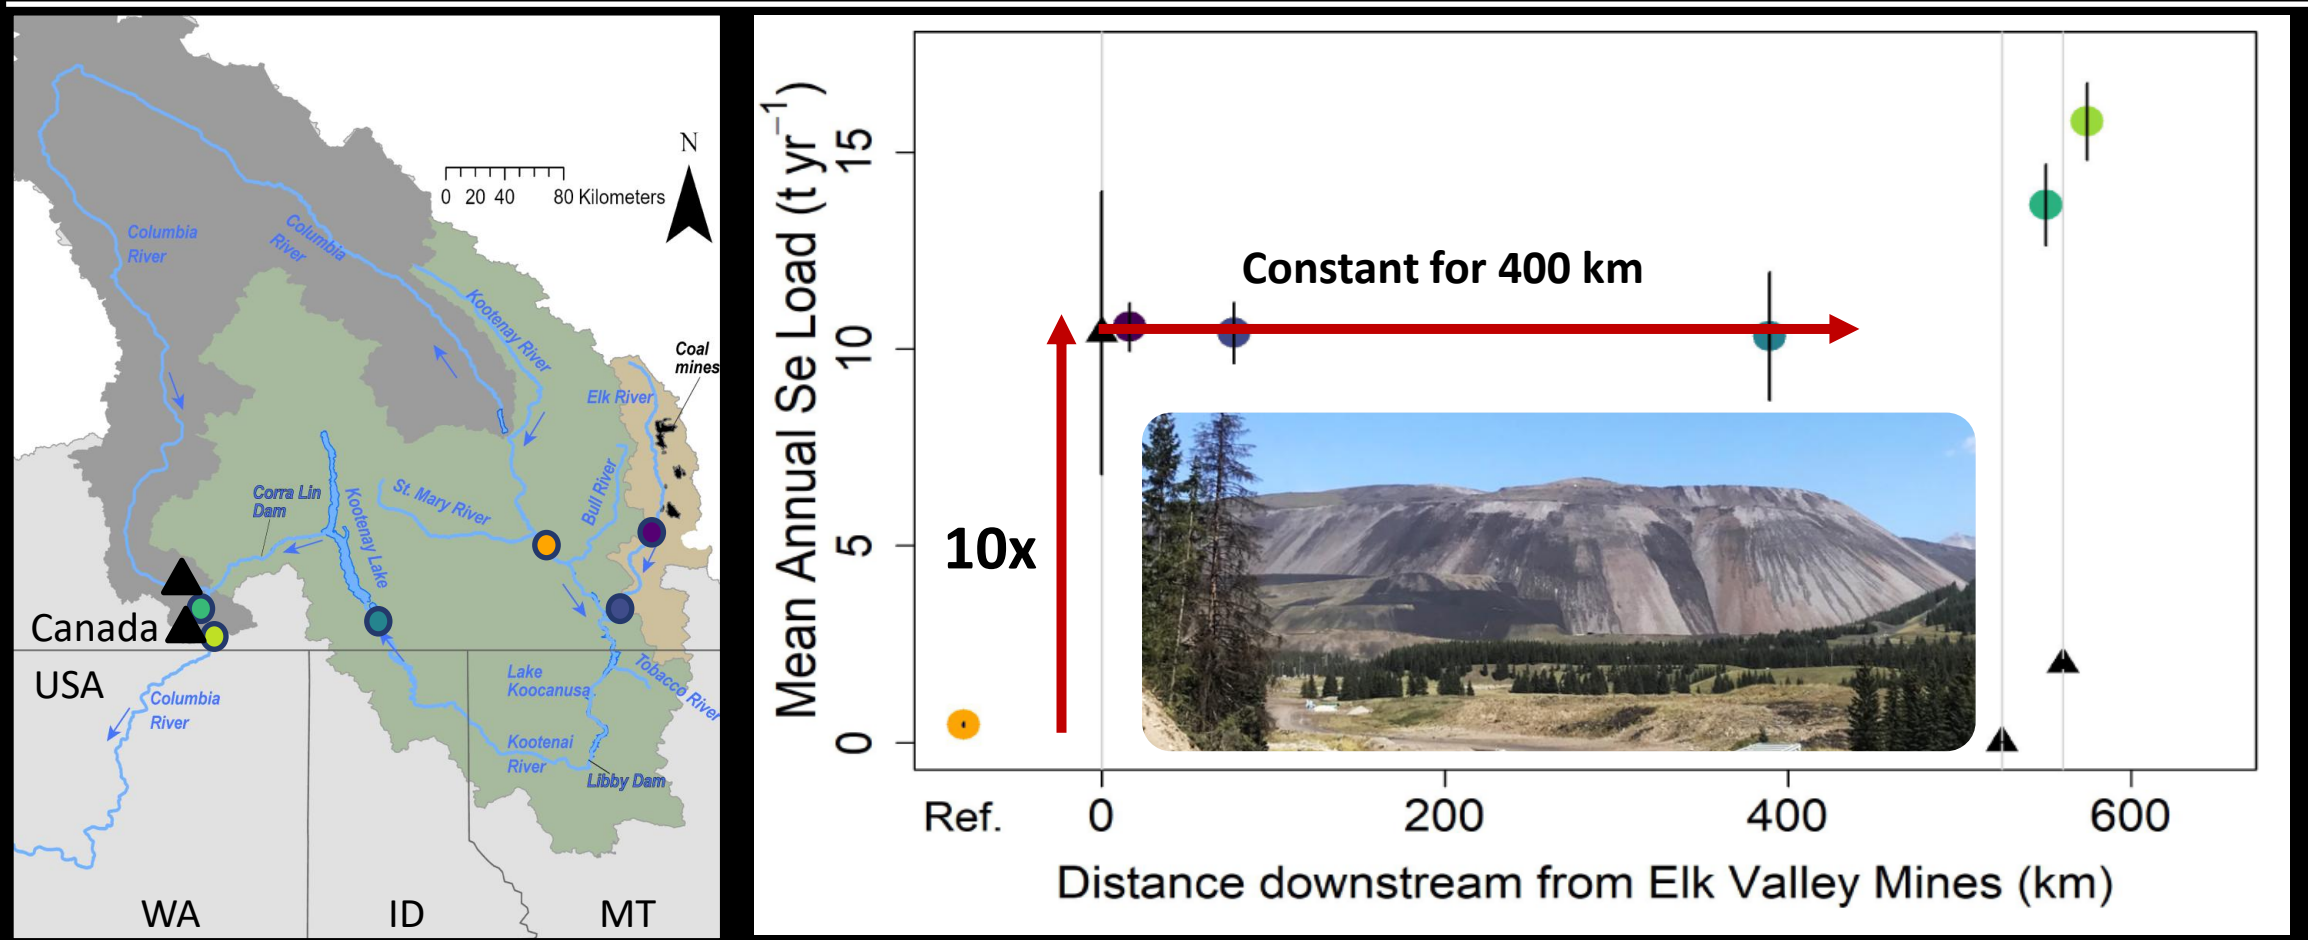 N
0 20 40 80 Kilometers
Columbia
River
Columbia
River
Kootenay River
Coal
mines
Elk River
Bull River
St. Mary River
Corra Lin
Dam
Kootenay Lake
Canada
USA
Lake
Koocanusa
Tobacco River
Columbia
River
Kootenai
River
Libby Dam
WA ID MT
Mean Annual Se Load (t yr⁻¹)
15
10
5
0
Constant for 400 km
10x
Ref. 0 200 400 600
Distance downstream from Elk Valley Mines (km)